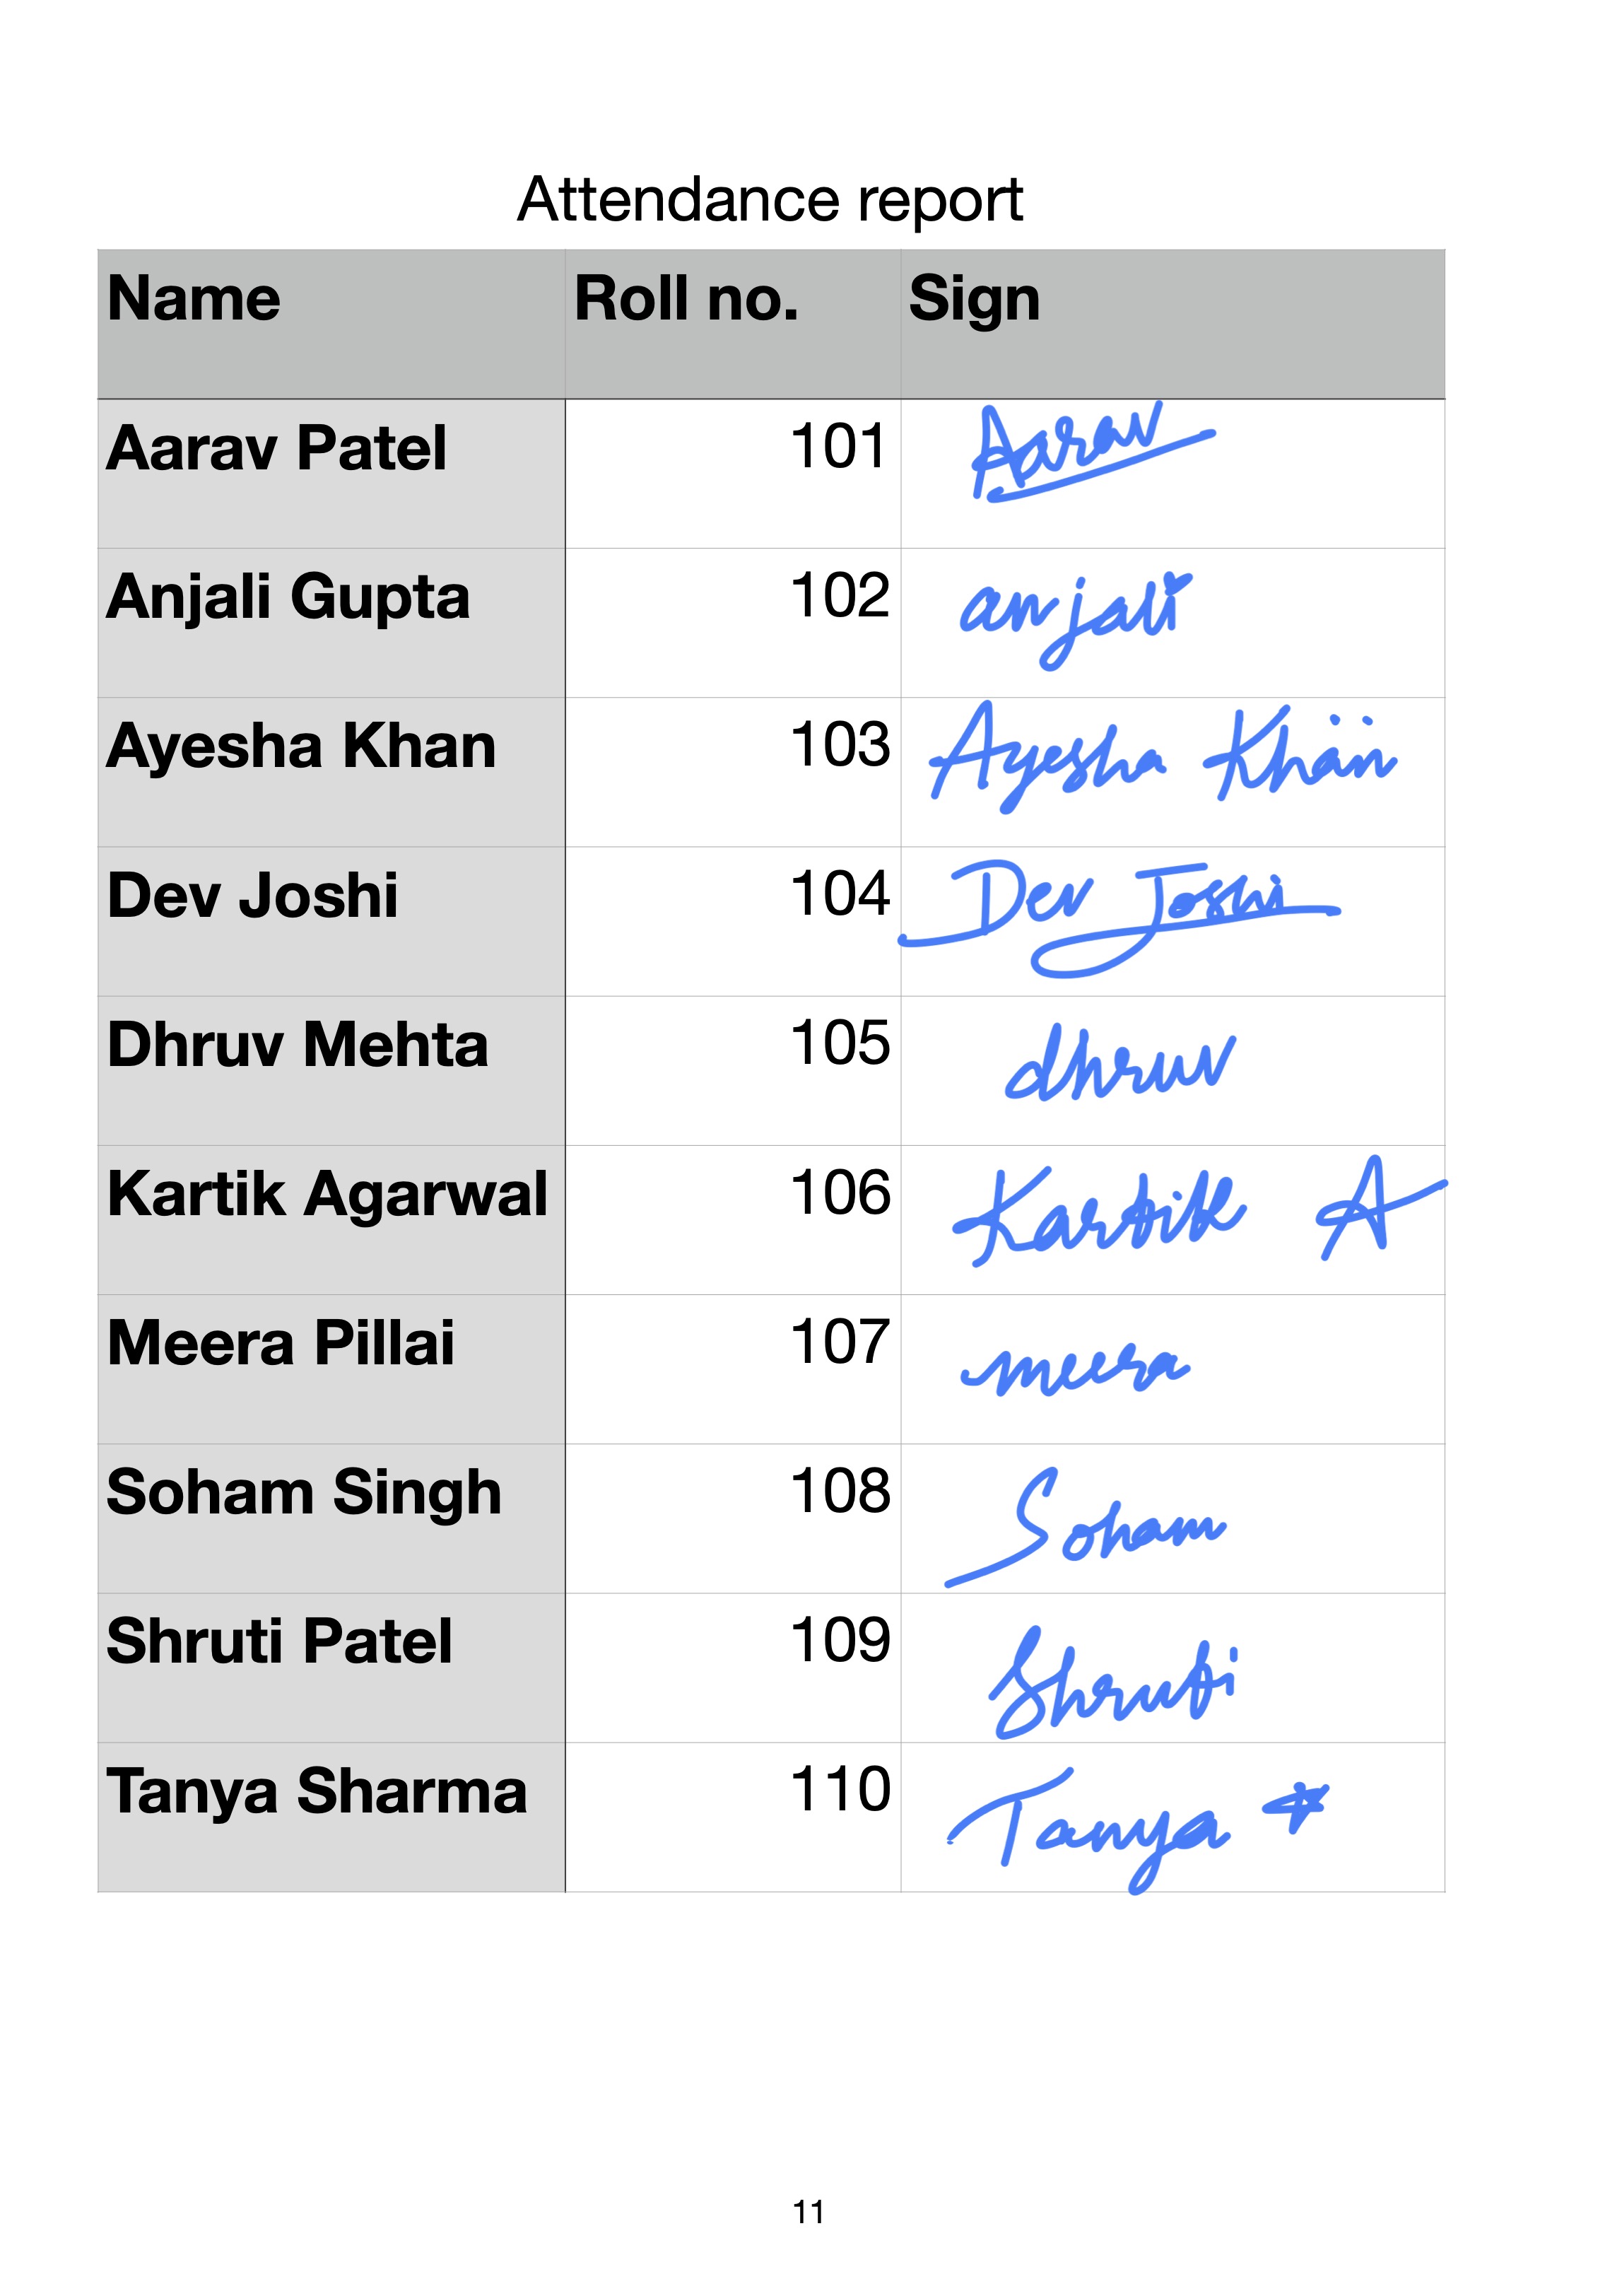 Attendance report
Name Roll no. Sign
Aarav Patel 101 Aarav
Anjali Gupta 102 anjali
Ayesha Khan 103 Ayesha Khan
Dev Joshi 104 Dev Joshi
Dhruv Mehta 105 dhruv
Kartik Agarwal 106 Kartik A
Meera Pillai 107 meera
Soham Singh 108 Soham
Shruti Patel 109 Shruti
Tanya Sharma 110 Tanya
11